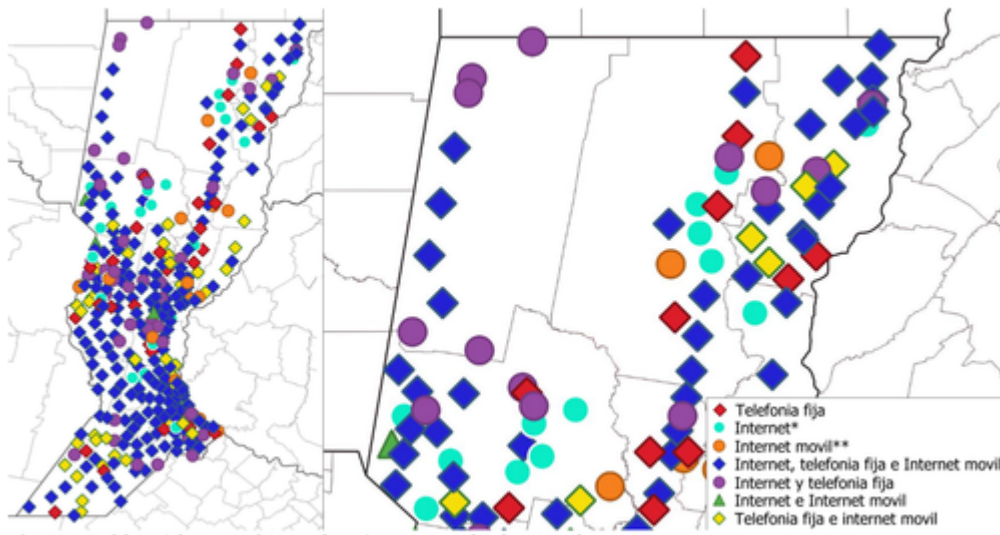 Telefonia fija
Internet*
Internet movil**
Internet, telefonia fija e Internet movil
Internet y telefonia fija
Internet e Internet movil
Telefonia fija e internet movil